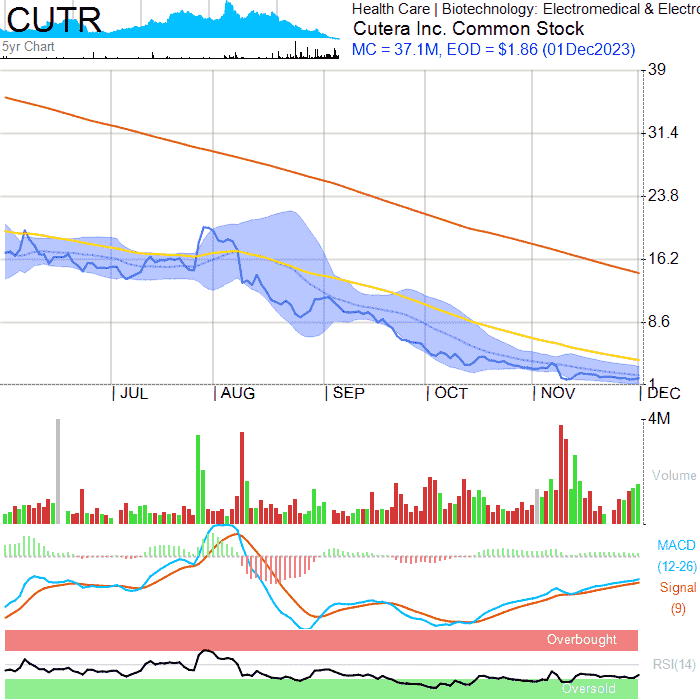 CUTR
5yr Chart
Health Care | Biotechnology: Electromedical & Electro
Cutera Inc. Common Stock
MC = 37.1M, EOD = $1.86 (01Dec2023)
39
31.4
23.8
16.2
8.6
1
JUL AUG SEP OCT NOV DEC
4M
Volume
MACD
(12-26)
Signal
(9)
Overbought
RSI(14)
Oversold